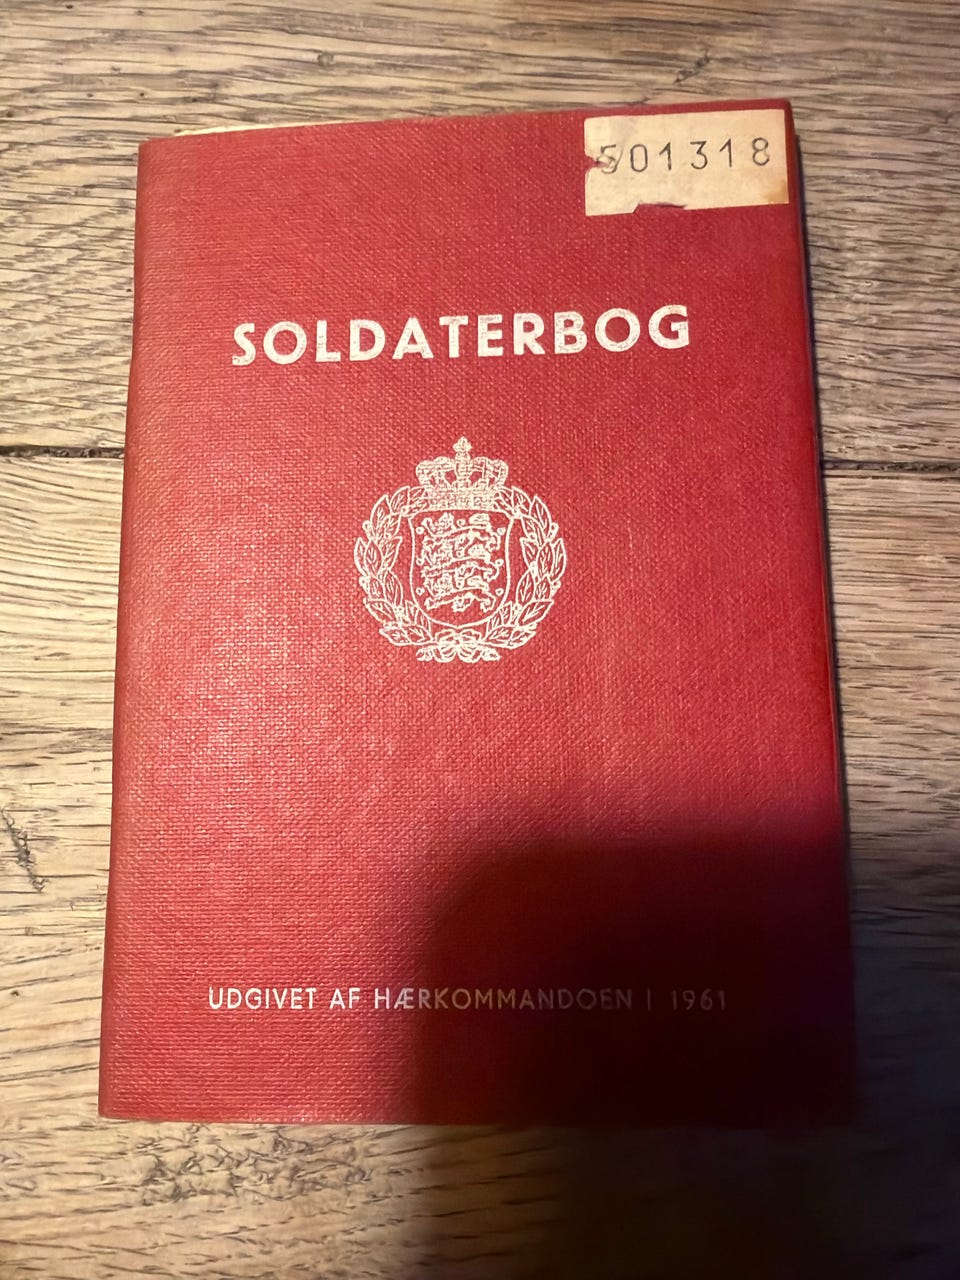 501318
SOLDATERBOG
UDGIVET AF HÆRKOMMANDOEN | 1961